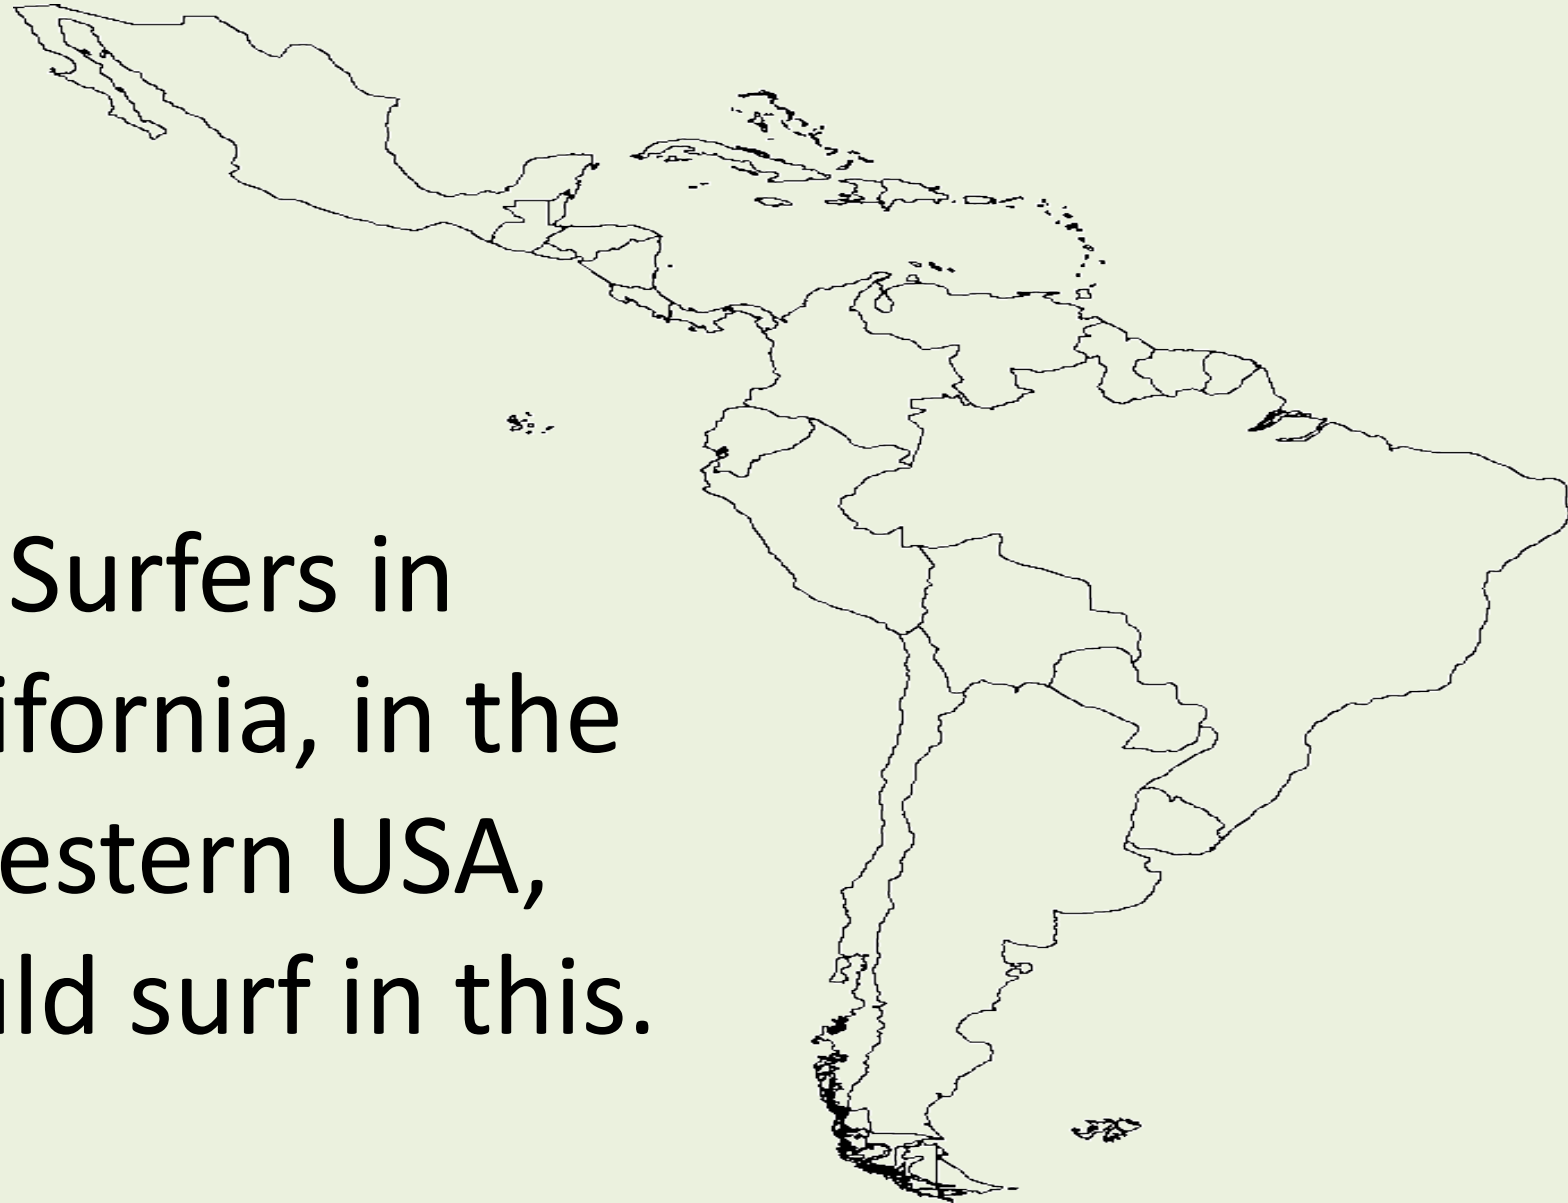 Surfers in
ifornia, in the
estern USA,
uld surf in this.